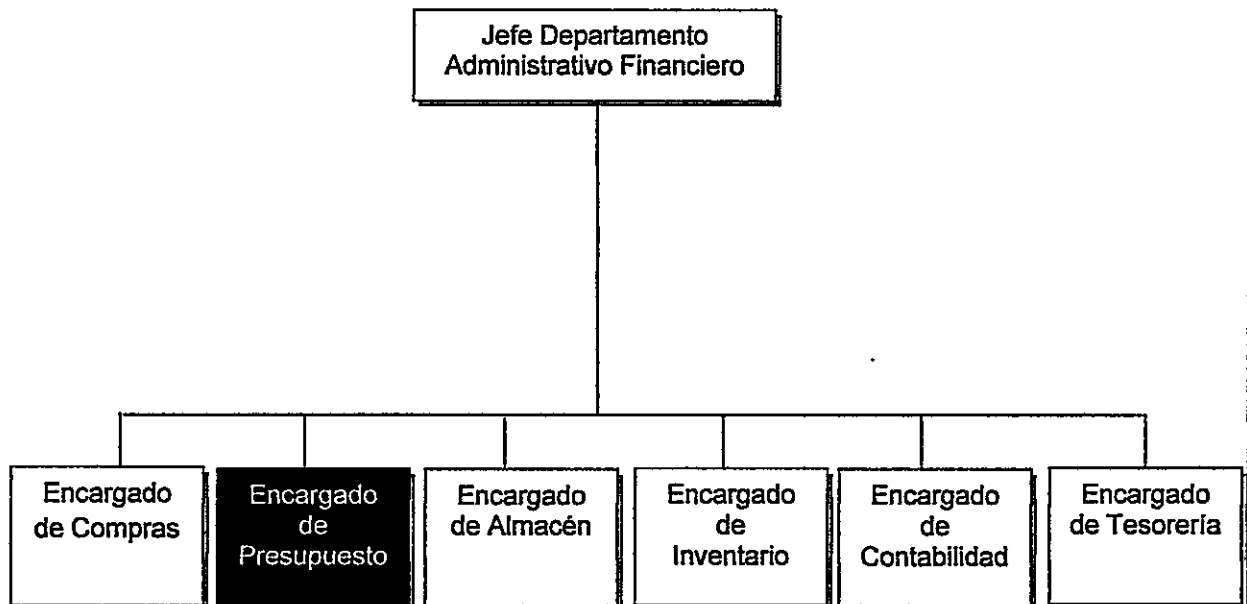 Jefe Departamento
Administrativo Financiero
Encargado
de Compras
Encargado
de
Presupuesto
Encargado
de Almacén
Encargado
de
Inventario
Encargado
de
Contabilidad
Encargado
de Tesorería